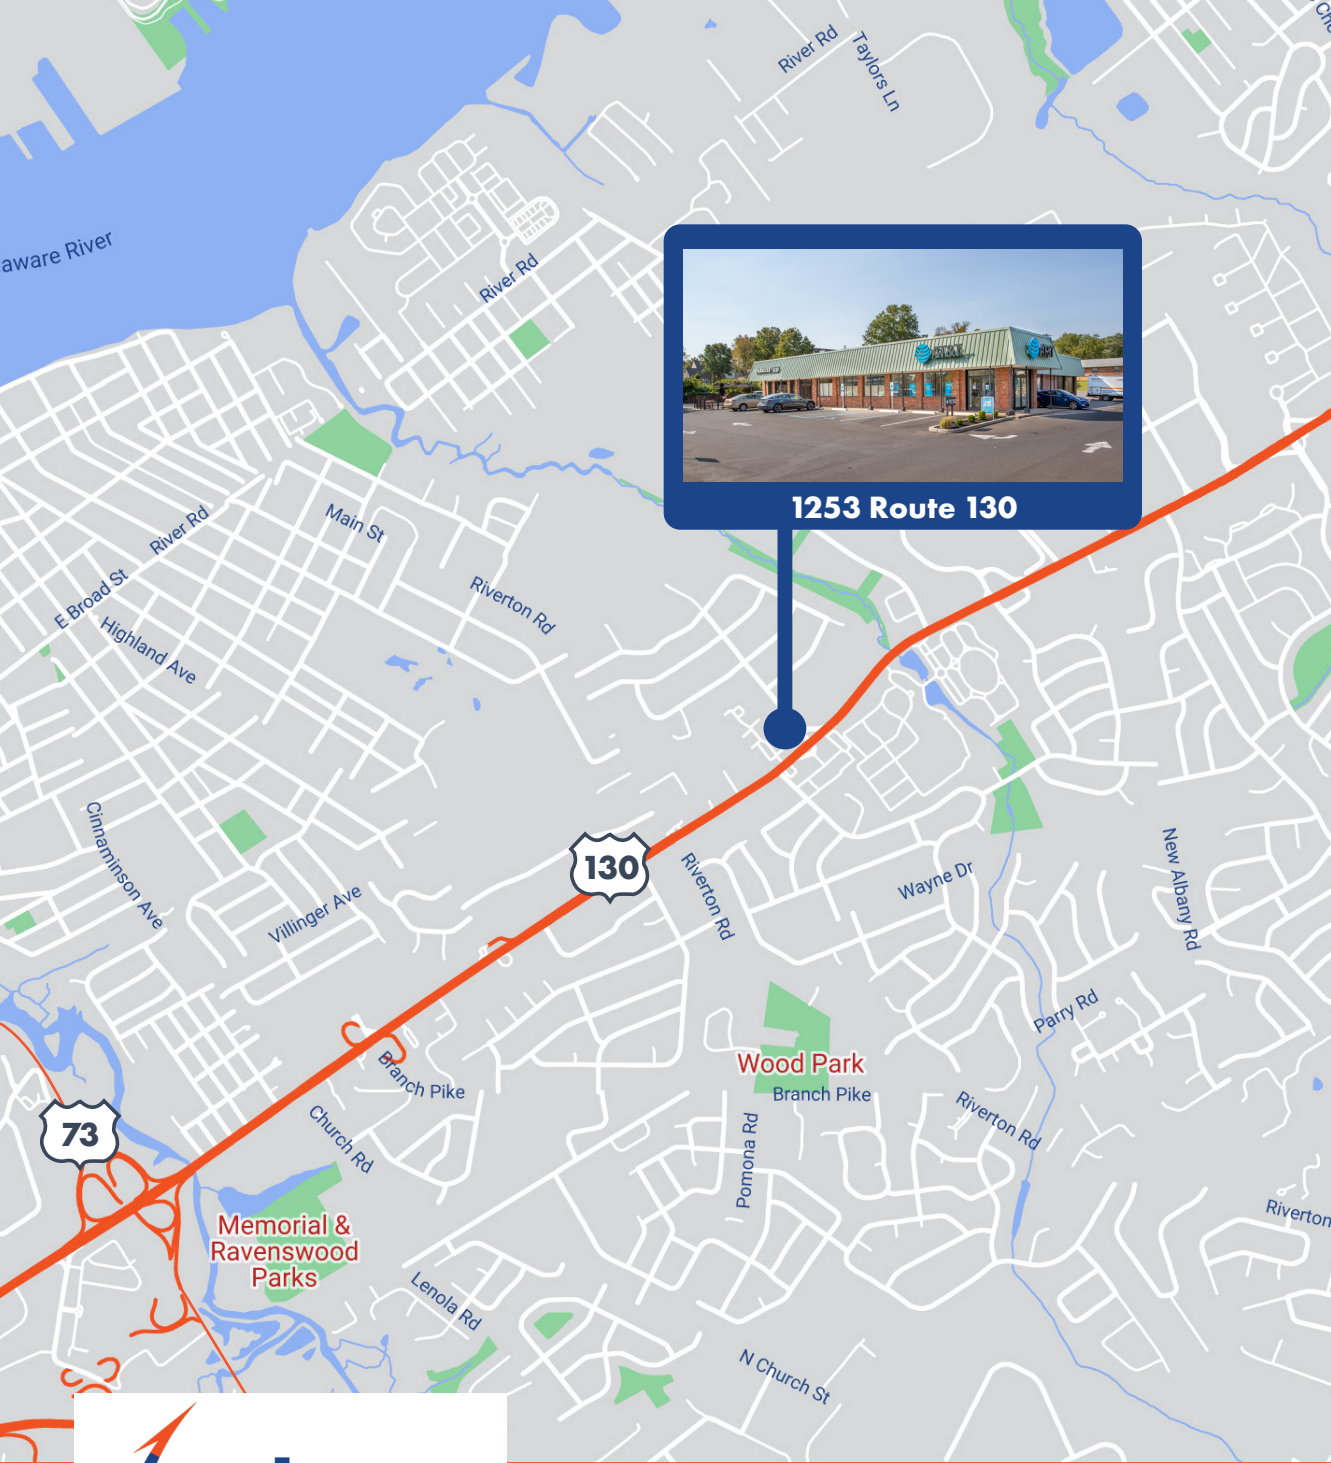 River Rd
Taylors Ln
aware River
River Rd
1253 Route 130
River Rd
Main St
E Broad St
Riverton Rd
Highland Ave
Cinnaminson Ave
130
Riverton Rd
Wayne Dr
New Albany Rd
Villinger Ave
Parry Rd
Wood Park
Branch Pike
Branch Pike
Riverton Rd
73
Church Rd
Pomona Rd
Riverton
Memorial &
Ravenswood
Parks
Lenola Rd
N Church St